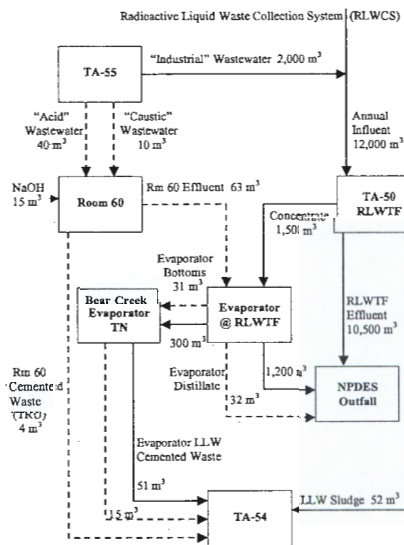 Radioactive Liquid Waste Collection System (RLWCS)
"Industrial" Wastewater 2,000 m³
TA-55
"Acid"
Wastewater
40 m³
"Caustic"
Wastewater
10 m³
Annual
Influent
12,000 m³
NaOH
15 m³
Room 60
Rm 60 Effluent 63 m³
TA-50
RLWTF
Concentrate
1,500 m³
Evaporator
Bottoms
31 m³
Bear Creek
Evaporator
TN
Evaporator
@ RLWTF
300 m³
RLWTF
Effluent
10,500 m³
Rm 60
Cemented
Waste
4 m³
Evaporator
Distillate
32 m³
1,200 m³
NPDES
Outfall
Evaporator LLW
Cemented Waste
51 m³
15 m³
LLW Sludge 52 m³
TA-54